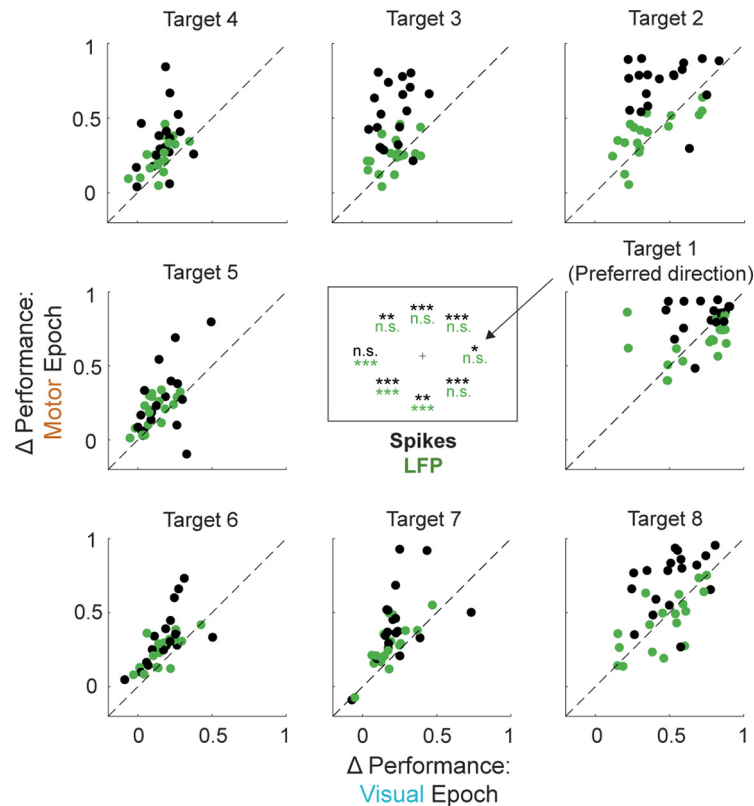 Target 4
Target 3
Target 2
1
0.5
0
Target 5
Target 1
(Preferred direction)
1
0.5
0
*** 
** ***
n.s. n.s. n.s.
n.s. *
*** n.s.
*** ***
*** ** n.s.
***
Spikes
LFP
Δ Performance:
Motor Epoch
Target 6
Target 7
Target 8
1
0.5
0
0 0.5 1
0 0.5 1
0 0.5 1
Δ Performance:
Visual Epoch